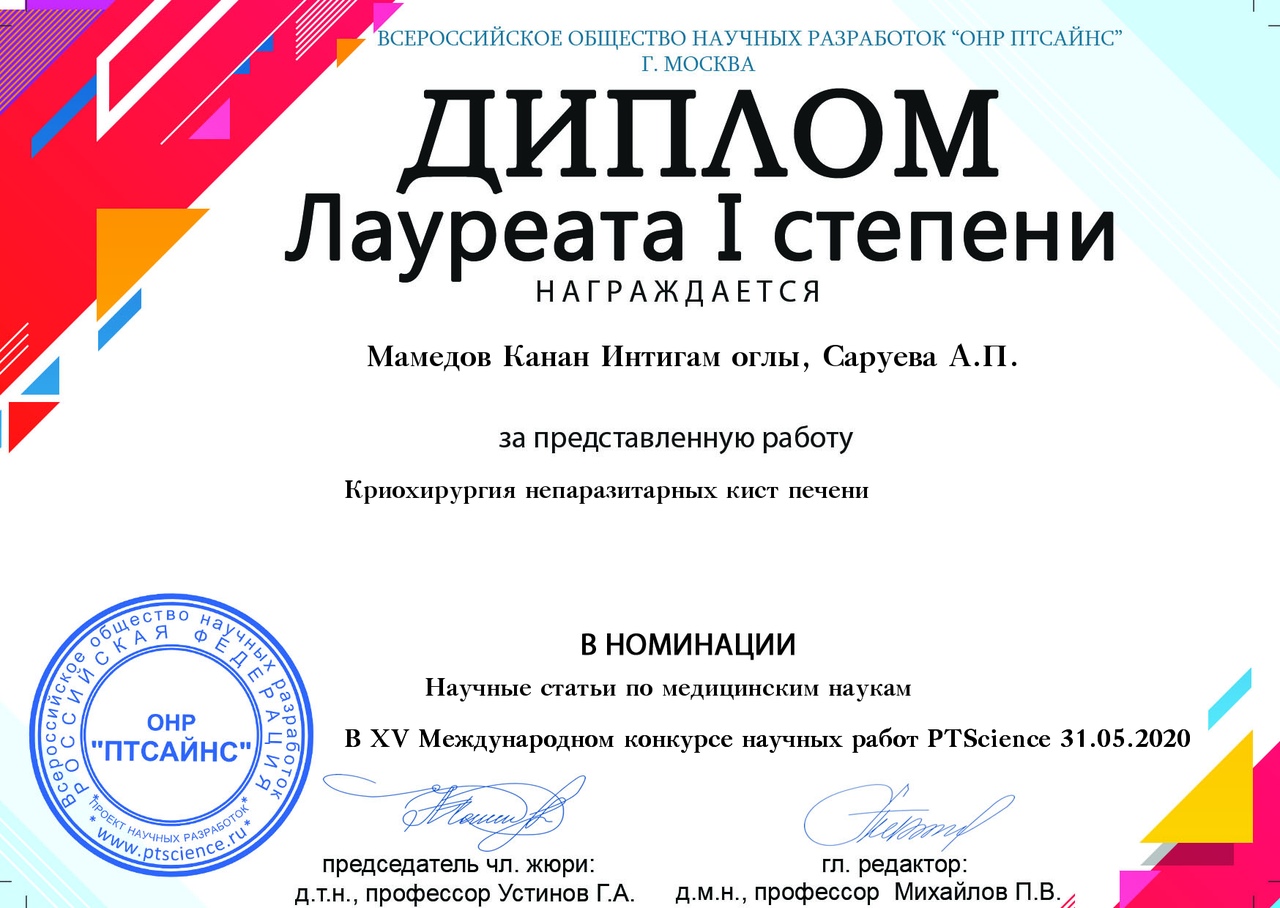 ВСЕРОССИЙСКОЕ ОБЩЕСТВО НАУЧНЫХ РАЗРАБОТОК “ОНР ПТСАЙНС”
Г. МОСКВА
ДИПЛОМ
Лауреата I степени
НАГРАЖДАЕТСЯ
Мамедов Канан Интигам оглы, Саруева А.П.
за представленную работу
Криохирургия непаразитарных кист печени
В НОМИНАЦИИ
Научные статьи по медицинским наукам
В XV Международном конкурсе научных работ PTScience 31.05.2020
Всероссийское общество научных разработок
РОССИЙСКАЯ ФЕДЕРАЦИЯ
ОНР
"ПТСАЙНС"
*ПРОЕКТ НАУЧНЫХ РАЗРАБОТОК*
* www.ptscience.ru *
председатель чл. жюри:
д.т.н., профессор Устинов Г.А.
гл. редактор:
д.м.н., профессор Михайлов П.В.